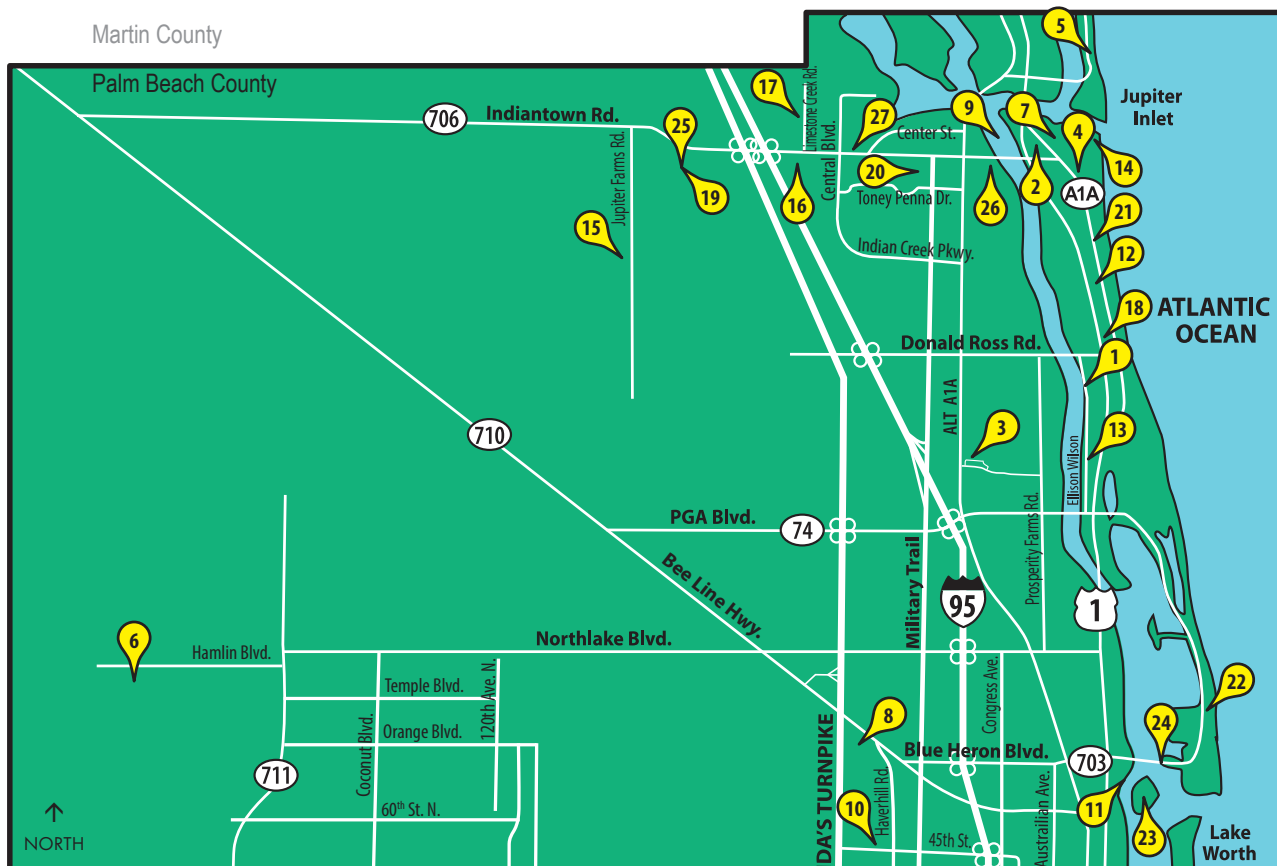 Martin County
Palm Beach County
5
17
Limestone Creek Rd.
706
Indiantown Rd.
25
27
9
7
4
Jupiter
Inlet
Center St.
Central Blvd.
Jupiter Farms Rd.
19
16
20
Toney Penna Dr.
26
2
A1A
14
15
Indian Creek Pkwy.
21
12
18
ATLANTIC
OCEAN
Donald Ross Rd.
1
ALT A1A
3
13
Ellison Wilson
710
PGA Blvd.
74
Prosperity Farms Rd.
Bee Line Hwy.
Military Trail
95
1
6
Hamlin Blvd.
Northlake Blvd.
Temple Blvd.
120th Ave. N.
Congress Ave.
22
Coconut Blvd.
Orange Blvd.
8
24
Blue Heron Blvd.
703
711
DA'S TURNPIKE
Haverhill Rd.
Austrailian Ave.
11
23
60th St. N.
10
45th St.
NORTH
Lake
Worth